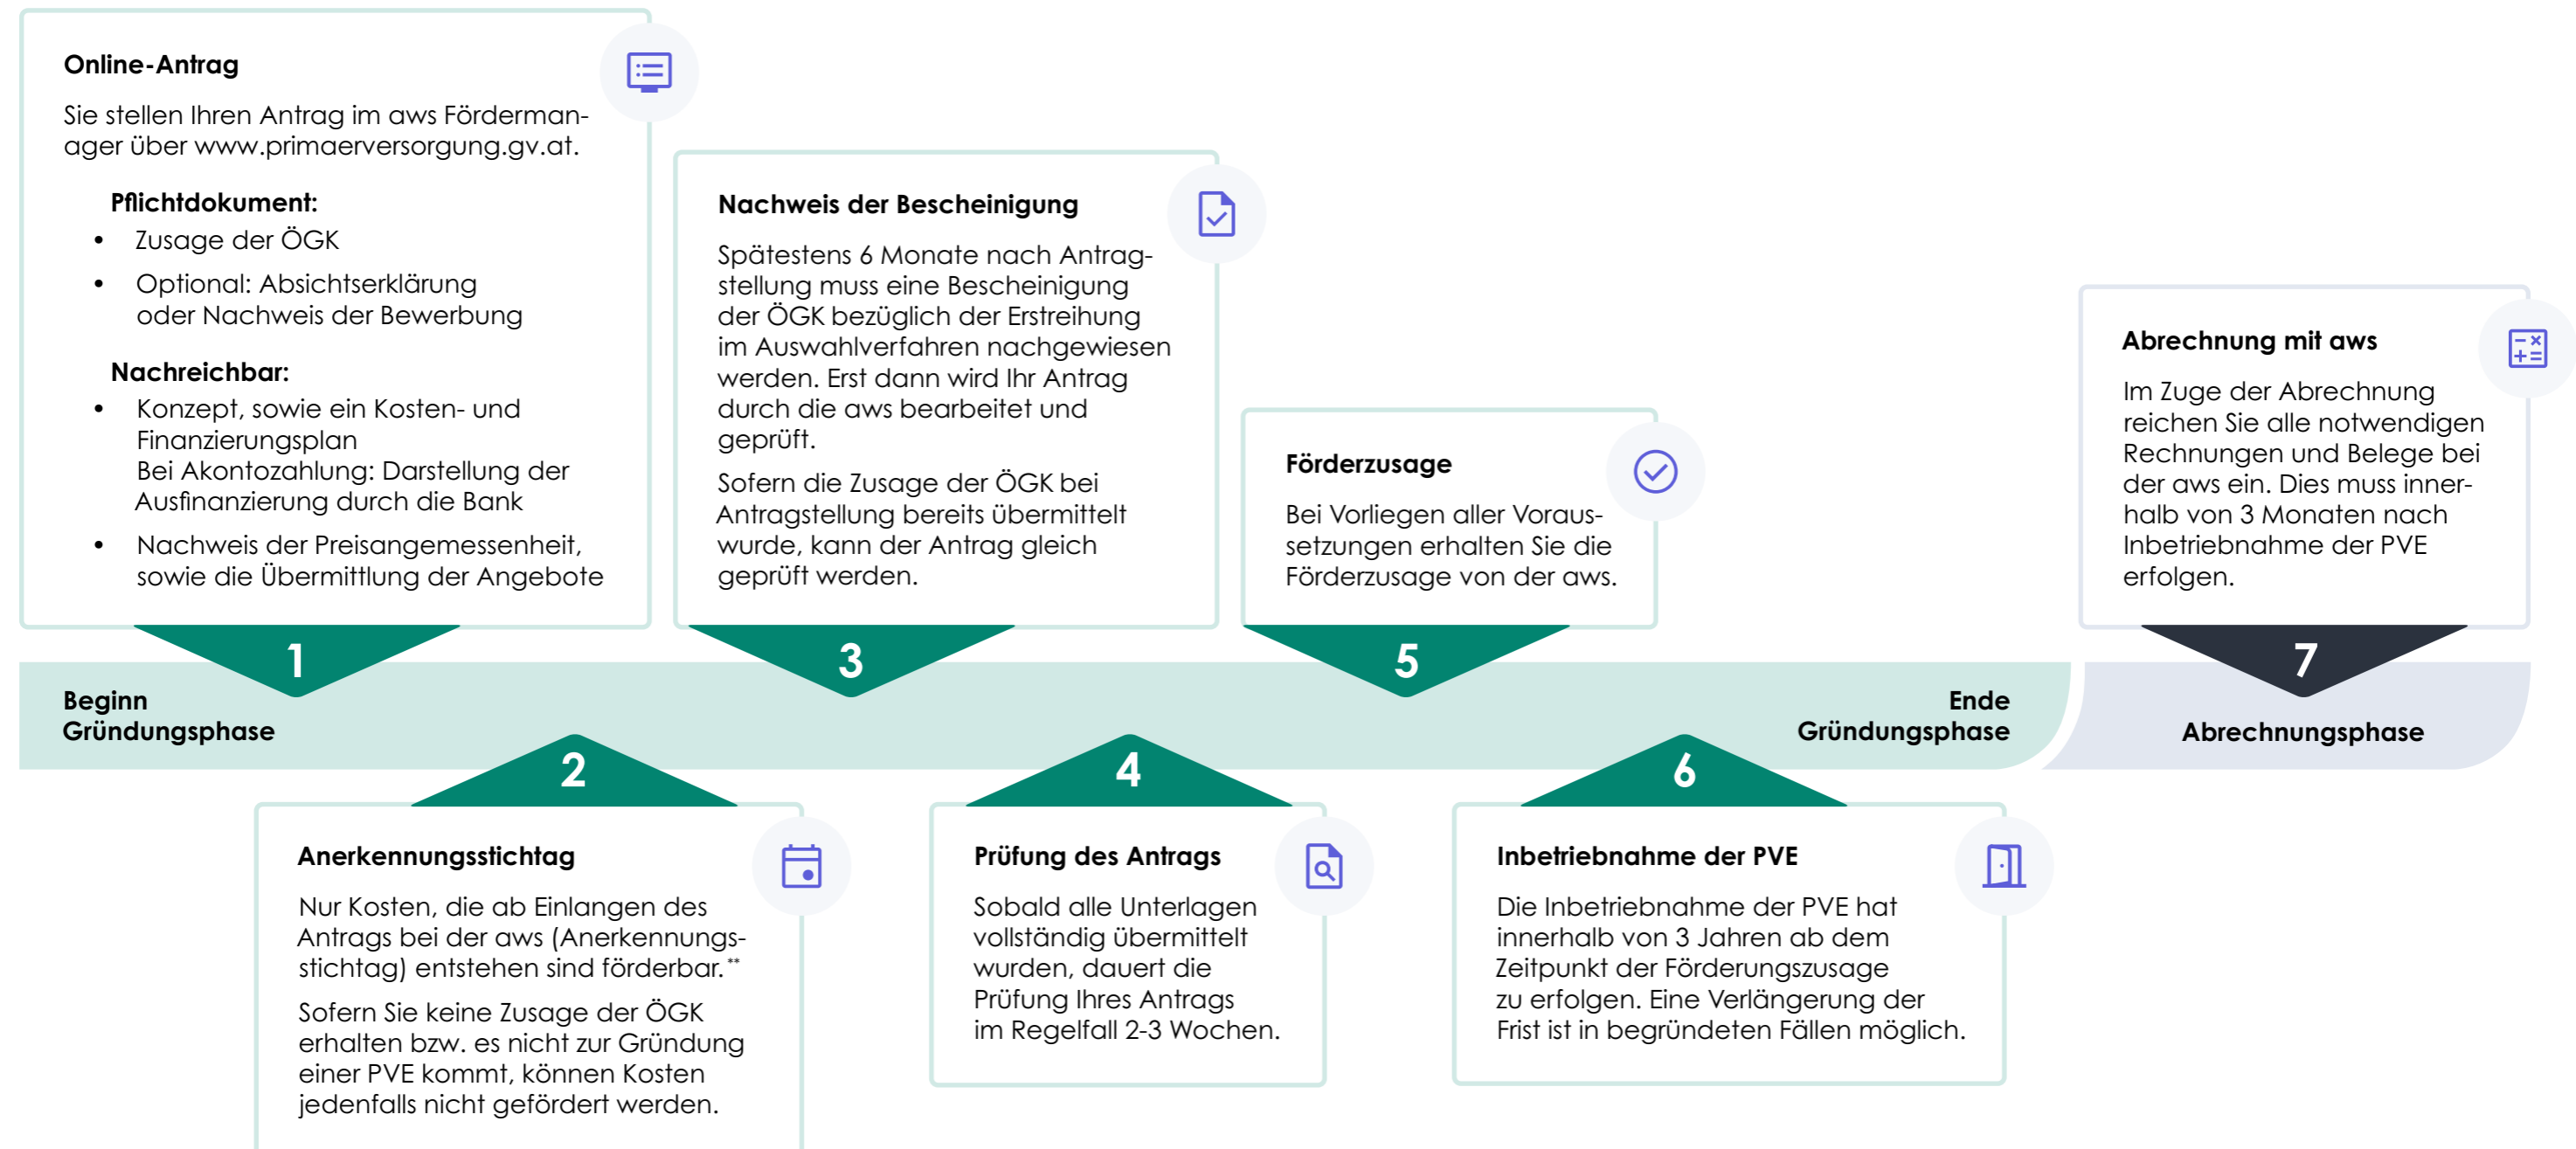 Online-Antrag
Sie stellen Ihren Antrag im aws Förderman-
ager über www.primaerversorgung.gv.at.
Pflichtdokument:
• Zusage der ÖGK
• Optional: Absichtserklärung
oder Nachweis der Bewerbung
Nachreichbar:
• Konzept, sowie ein Kosten- und
Finanzierungsplan
Bei Akontozahlung: Darstellung der
Ausfinanzierung durch die Bank
• Nachweis der Preisangemessenheit,
sowie die Übermittlung der Angebote
1
Beginn
Gründungsphase
2
Anerkennungsstichtag
Nur Kosten, die ab Einlangen des
Antrags bei der aws (Anerkennungs-
stichtag) entstehen sind förderbar.**
Sofern Sie keine Zusage der ÖGK
erhalten bzw. es nicht zur Gründung
einer PVE kommt, können Kosten
jedenfalls nicht gefördert werden.
Nachweis der Bescheinigung
Spätestens 6 Monate nach Antrag-
stellung muss eine Bescheinigung
der ÖGK bezüglich der Erstreihung
im Auswahlverfahren nachgewiesen
werden. Erst dann wird Ihr Antrag
durch die aws bearbeitet und
geprüft.
Sofern die Zusage der ÖGK bei
Antragstellung bereits übermittelt
wurde, kann der Antrag gleich
geprüft werden.
3
4
Prüfung des Antrags
Sobald alle Unterlagen
vollständig übermittelt
wurden, dauert die
Prüfung Ihres Antrags
im Regelfall 2-3 Wochen.
Förderzusage
Bei Vorliegen aller Voraus-
setzungen erhalten Sie die
Förderzusage von der aws.
5
6
Inbetriebnahme der PVE
Die Inbetriebnahme der PVE hat
innerhalb von 3 Jahren ab dem
Zeitpunkt der Förderungszusage
zu erfolgen. Eine Verlängerung der
Frist ist in begründeten Fällen möglich.
Ende
Gründungsphase
Abrechnung mit aws
Im Zuge der Abrechnung
reichen Sie alle notwendigen
Rechnungen und Belege bei
der aws ein. Dies muss inner-
halb von 3 Monaten nach
Inbetriebnahme der PVE
erfolgen.
7
Abrechnungsphase